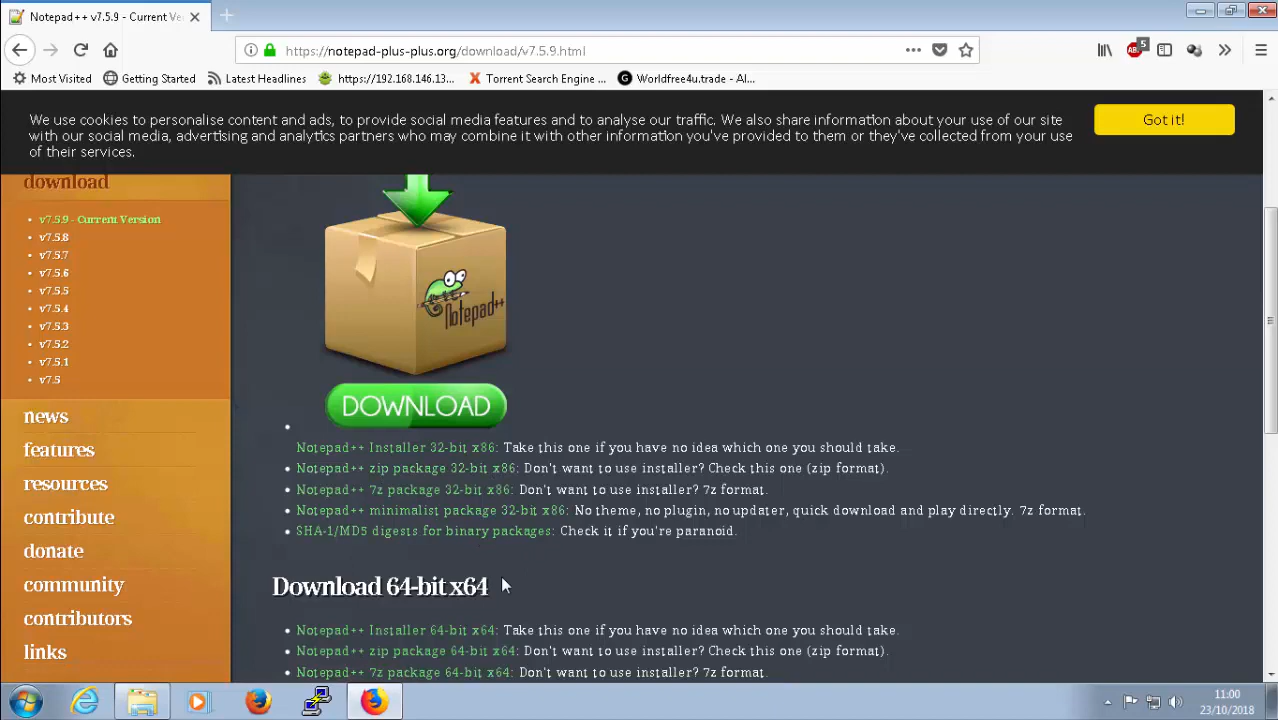 Notepad++ v7.5.9 - Current Ve
https://notepad-plus-plus.org/download/v7.5.9.html
5
Most Visited
Getting Started
Latest Headlines
https://192.168.146.13...
Torrent Search Engine ...
Worldfree4u.trade - Al...
We use cookies to personalise content and ads, to provide social media features and to analyse our traffic. We also share information about your use of our site
with our social media, advertising and analytics partners who may combine it with other information you've provided to them or they've collected from your use
of their services.
Got it!
download
v7.5.9 - Current Version
v7.5.8
v7.5.7
v7.5.6
v7.5.5
v7.5.4
v7.5.3
v7.5.2
v7.5.1
v7.5
news
features
resources
contribute
donate
community
contributors
links
Notepad++
DOWNLOAD
Notepad++ Installer 32-bit x86: Take this one if you have no idea which one you should take.
Notepad++ zip package 32-bit x86: Don't want to use installer? Check this one (zip format).
Notepad++ 7z package 32-bit x86: Don't want to use installer? 7z format.
Notepad++ minimalist package 32-bit x86: No theme, no plugin, no updater, quick download and play directly. 7z format.
SHA-1/MD5 digests for binary packages: Check it if you're paranoid.
Download 64-bit x64
Notepad++ Installer 64-bit x64: Take this one if you have no idea which one you should take.
Notepad++ zip package 64-bit x64: Don't want to use installer? Check this one (zip format).
Notepad++ 7z package 64-bit x64: Don't want to use installer? 7z format.
11:00
23/10/2018